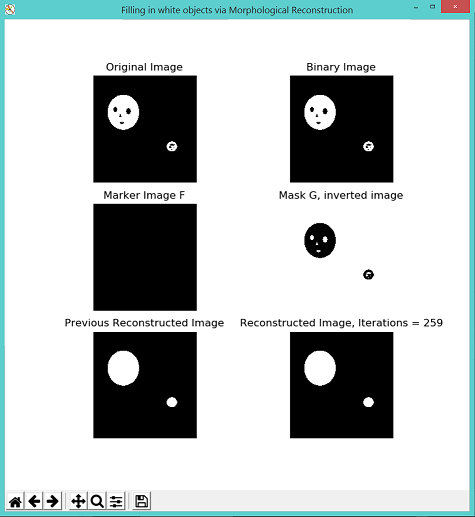 Filling in white objects via Morphological Reconstruction
Original Image
Binary Image
Marker Image F
Mask G, inverted image
Previous Reconstructed Image
Reconstructed Image, Iterations = 259